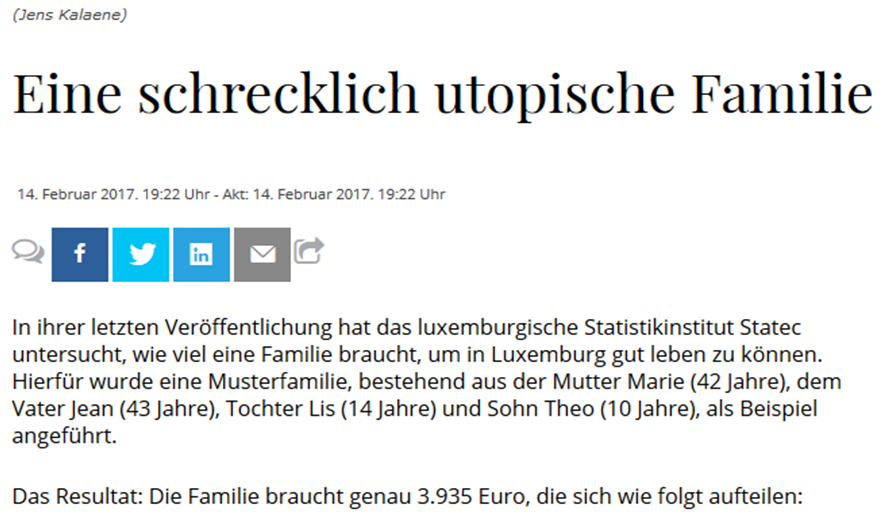 (Jens Kalaene)
Eine schrecklich utopische Familie
14. Februar 2017. 19:22 Uhr - Akt: 14. Februar 2017. 19:22 Uhr
f in
In ihrer letzten Veröffentlichung hat das luxemburgische Statistikinstitut Statec
untersucht, wie viel eine Familie braucht, um in Luxemburg gut leben zu können.
Hierfür wurde eine Musterfamilie, bestehend aus der Mutter Marie (42 Jahre), dem
Vater Jean (43 Jahre), Tochter Lis (14 Jahre) und Sohn Theo (10 Jahre), als Beispiel
angeführt.
Das Resultat: Die Familie braucht genau 3.935 Euro, die sich wie folgt aufteilen: